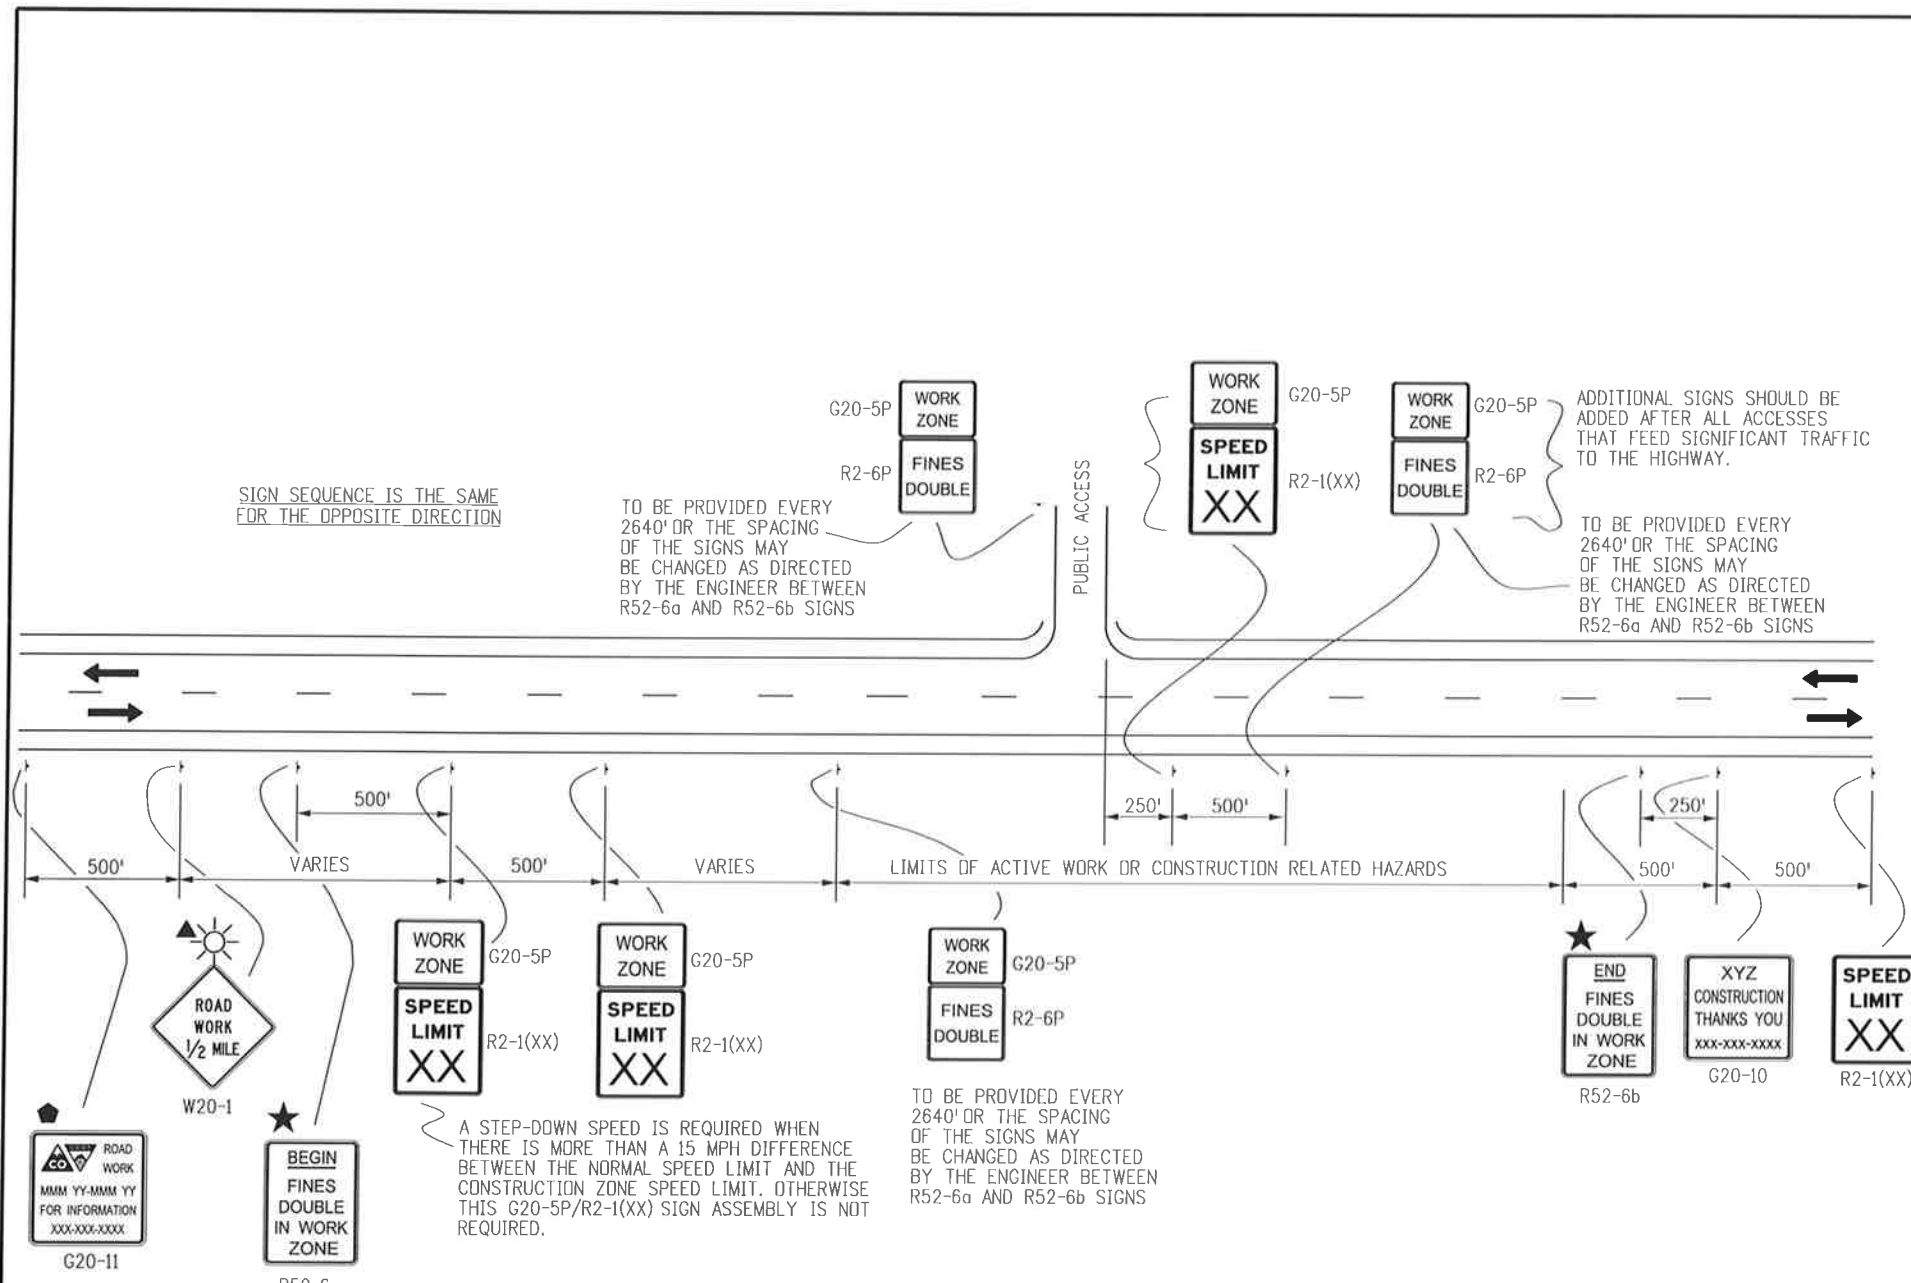 WORK
ZONE
G20-5P
FINES
DOUBLE
R2-6P
WORK
ZONE
G20-5P
SPEED
LIMIT
XX
R2-1(XX)
WORK
ZONE
G20-5P
FINES
DOUBLE
R2-6P
ADDITIONAL SIGNS SHOULD BE
ADDED AFTER ALL ACCESSES
THAT FEED SIGNIFICANT TRAFFIC
TO THE HIGHWAY.
SIGN SEQUENCE IS THE SAME
FOR THE OPPOSITE DIRECTION
TO BE PROVIDED EVERY
2640' OR THE SPACING
OF THE SIGNS MAY
BE CHANGED AS DIRECTED
BY THE ENGINEER BETWEEN
R52-6a AND R52-6b SIGNS
PUBLIC ACCESS
TO BE PROVIDED EVERY
2640' OR THE SPACING
OF THE SIGNS MAY
BE CHANGED AS DIRECTED
BY THE ENGINEER BETWEEN
R52-6a AND R52-6b SIGNS
500'
250'
500'
250'
500'
VARIES
500'
VARIES
LIMITS OF ACTIVE WORK OR CONSTRUCTION RELATED HAZARDS
500'
500'
ROAD
WORK
1/2 MILE
W20-1
WORK
ZONE
G20-5P
SPEED
LIMIT
XX
R2-1(XX)
WORK
ZONE
G20-5P
SPEED
LIMIT
XX
R2-1(XX)
WORK
ZONE
G20-5P
FINES
DOUBLE
R2-6P
END
FINES
DOUBLE
IN WORK
ZONE
R52-6b
XYZ
CONSTRUCTION
THANKS YOU
XXX-XXX-XXXX
G20-10
SPEED
LIMIT
XX
R2-1(XX)
CO
ROAD
WORK
MMM YY-MMM YY
FOR INFORMATION
XXX-XXX-XXXX
G20-11
BEGIN
FINES
DOUBLE
IN WORK
ZONE
A STEP-DOWN SPEED IS REQUIRED WHEN
THERE IS MORE THAN A 15 MPH DIFFERENCE
BETWEEN THE NORMAL SPEED LIMIT AND THE
CONSTRUCTION ZONE SPEED LIMIT. OTHERWISE
THIS G20-5P/R2-1(XX) SIGN ASSEMBLY IS NOT
REQUIRED.
TO BE PROVIDED EVERY
2640' OR THE SPACING
OF THE SIGNS MAY
BE CHANGED AS DIRECTED
BY THE ENGINEER BETWEEN
R52-6a AND R52-6b SIGNS